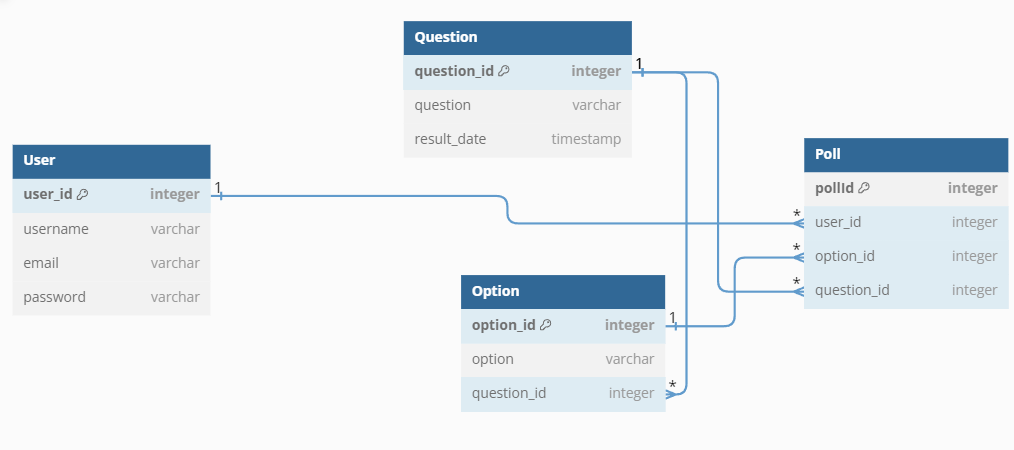 Question
question_id integer
question varchar
result_date timestamp
1
User
user_id integer
username varchar
email varchar
password varchar
1
Option
option_id integer
option varchar
question_id integer
1
*
Poll
pollId integer
user_id integer
option_id integer
question_id integer
*
*
*